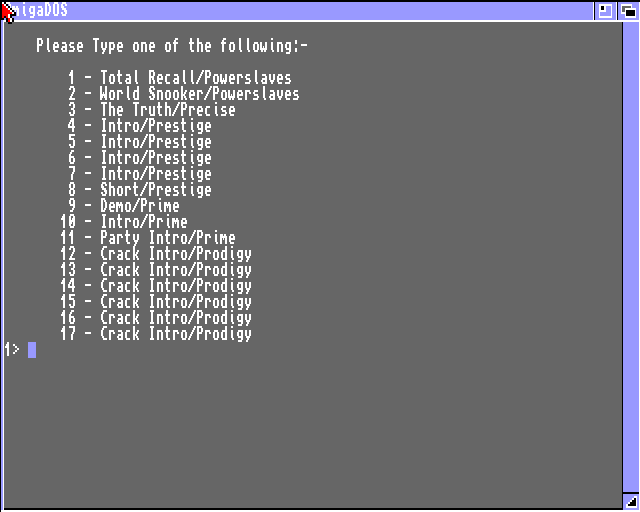 AmigaDOS
Please Type one of the following:-
1 - Total Recall/Powerslaves
2 - World Snooker/Powerslaves
3 - The Truth/Precise
4 - Intro/Prestige
5 - Intro/Prestige
6 - Intro/Prestige
7 - Intro/Prestige
8 - Short/Prestige
9 - Demo/Prime
10 - Intro/Prime
11 - Party Intro/Prime
12 - Crack Intro/Prodigy
13 - Crack Intro/Prodigy
14 - Crack Intro/Prodigy
15 - Crack Intro/Prodigy
16 - Crack Intro/Prodigy
17 - Crack Intro/Prodigy
1>